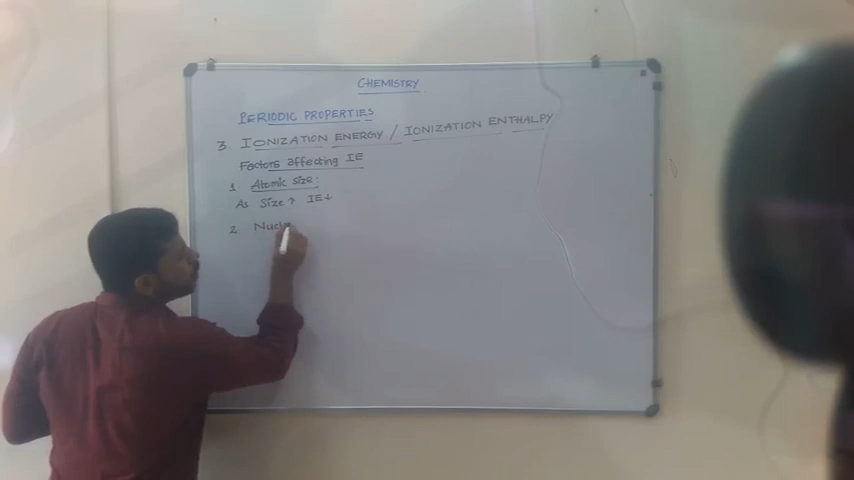 CHEMISTRY
PERIODIC PROPERTIES
3 IONIZATION ENERGY / IONIZATION ENTHALPY
Factors affecting IE
1 Atomic Size:
As Size ↑ IE↓
2